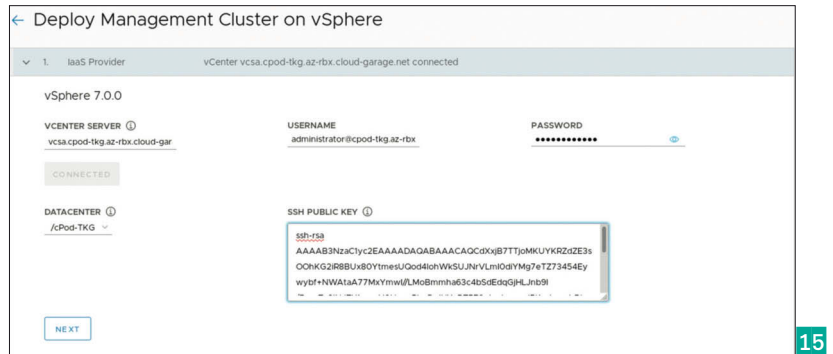 ← Deploy Management Cluster on vSphere
1. IaaS Provider vCenter vcsa.cpod-tkg.az-rbx.cloud-garage.net connected
vSphere 7.0.0
VCENTER SERVER USERNAME PASSWORD
vcsa.cpod-tkg.az-rbx.cloud-gar administrator@cpod-tkg.az-rbx ••••••••••••
CONNECTED
DATACENTER SSH PUBLIC KEY
/cPod-TKG
ssh-rsa
AAAAB3NzaC1yc2EAAAADAQABAAACAQCdXxjB7TTjoMKUYKRZdZE3s
OOhKG2iR8BUx80YtmesUQod4IohWkSUJNrVLmI0diYMg7eTZ73454Ey
wybf+NWAtaA77MxYmwl//LMoBmmha63c4bSdEdqGjHLJnb9I
NEXT
15